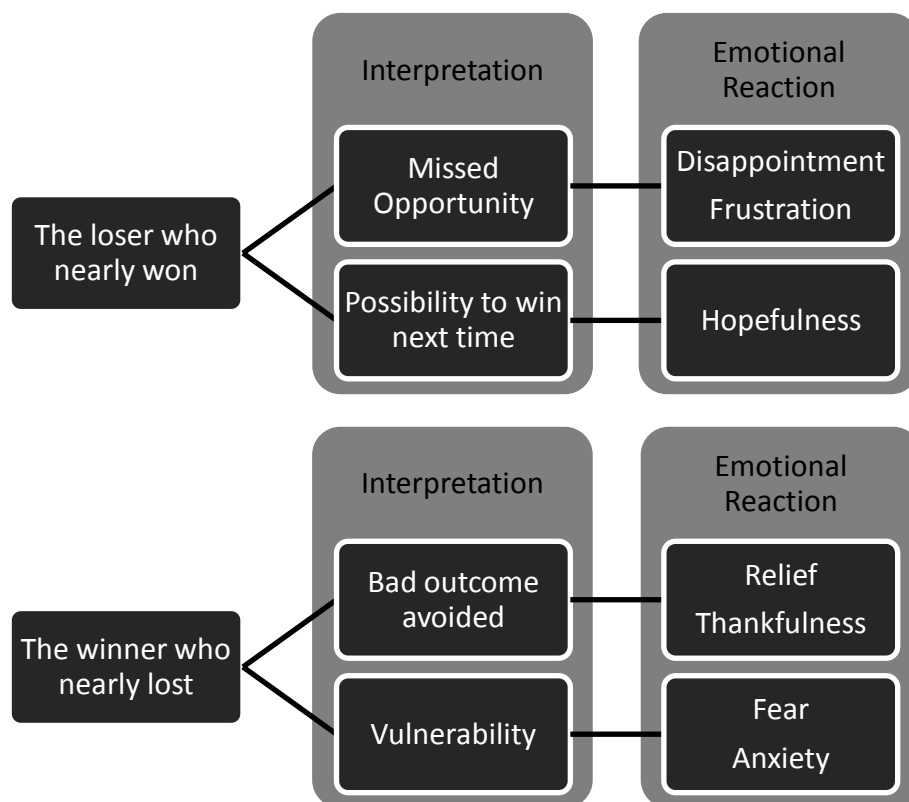 Interpretation
Emotional
Reaction
The loser who
nearly won
Missed
Opportunity
Disappointment
Frustration
Possibility to win
next time
Hopefulness
Interpretation
Emotional
Reaction
The winner who
nearly lost
Bad outcome
avoided
Relief
Thankfulness
Vulnerability
Fear
Anxiety